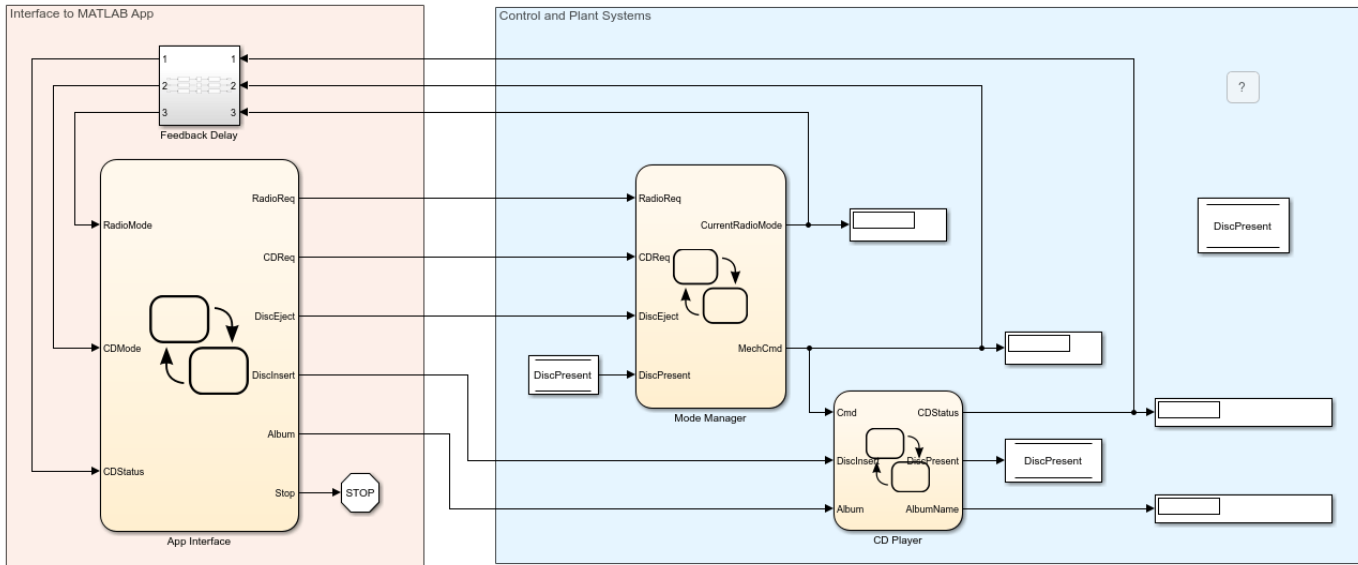 Interface to MATLAB App
Control and Plant Systems
1
1
2
2
3
3
Feedback Delay
?
RadioReq
RadioMode
CDReq
DiscEject
CDMode
DiscInsert
Album
CDStatus
Stop
STOP
App Interface
RadioReq
CurrentRadioMode
CDReq
DiscEject
MechCmd
DiscPresent
DiscPresent
Mode Manager
DiscPresent
Cmd
CDStatus
DiscInsert
DiscPresent
DiscPresent
Album
AlbumName
CD Player